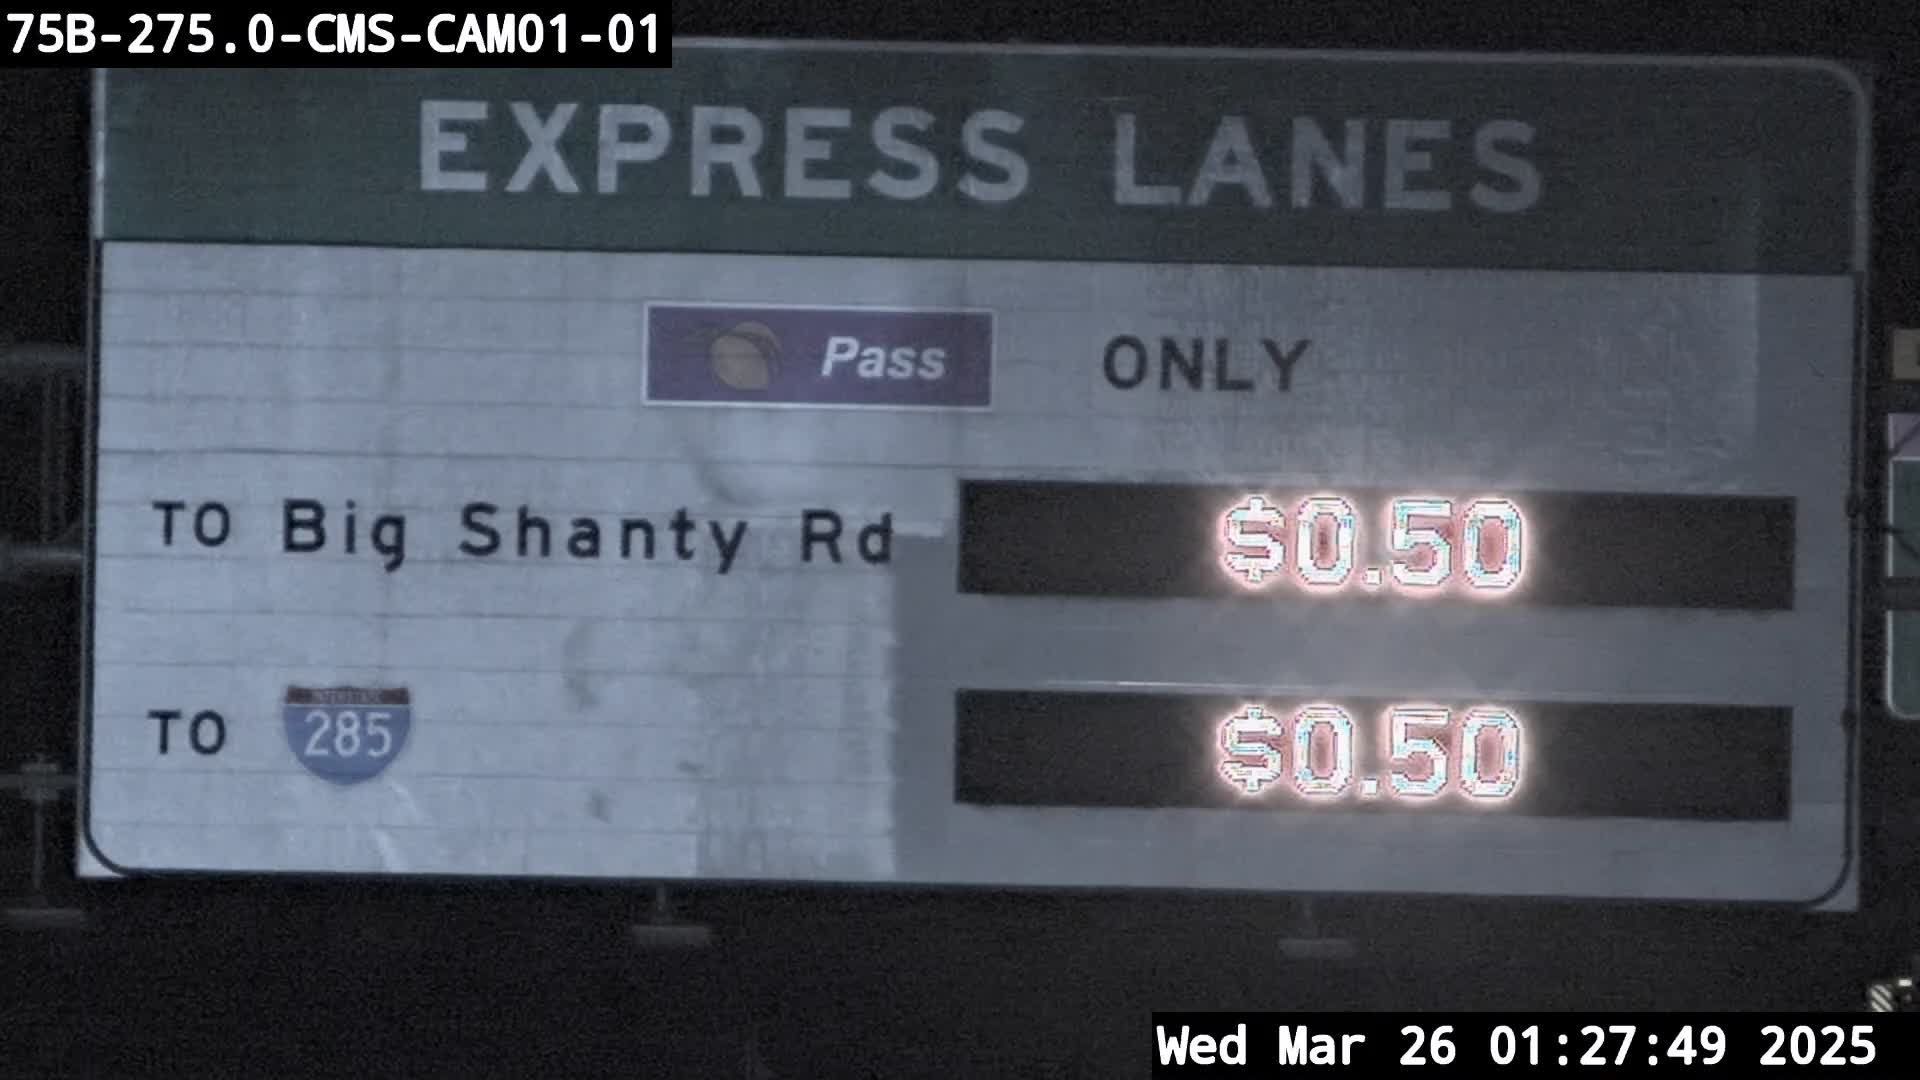 75B-275.0-CMS-CAM01-01
EXPRESS LANES
Pass ONLY
TO Big Shanty Rd $0.50
INTERSTATE
TO 285 $0.50
Wed Mar 26 01:27:49 2025